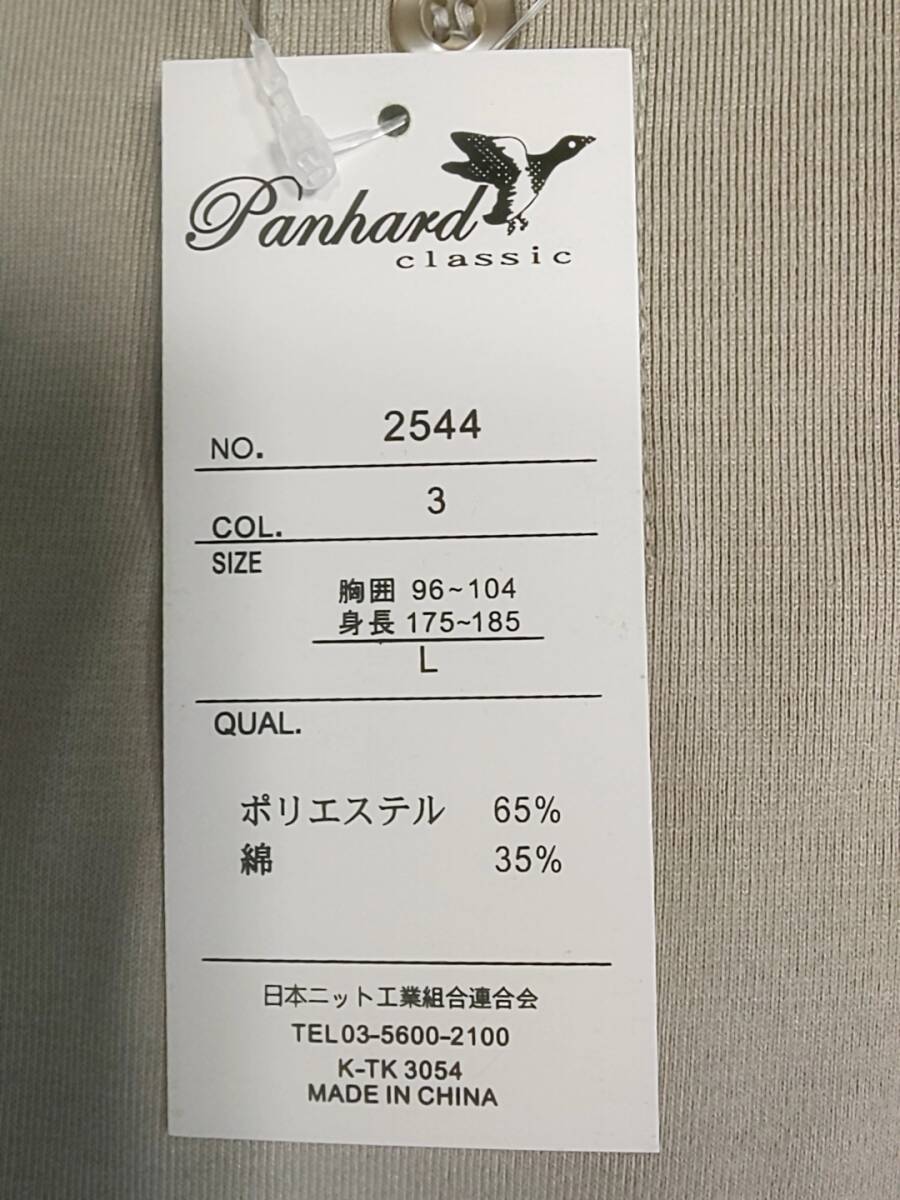 Panhard
classic
NO. 2544
COL. 3
SIZE
胸囲 96~104
身長 175~185
L
QUAL.
ポリエステル 65%
綿 35%
日本ニット工業組合連合会
TEL03-5600-2100
K-TK 3054
MADE IN CHINA